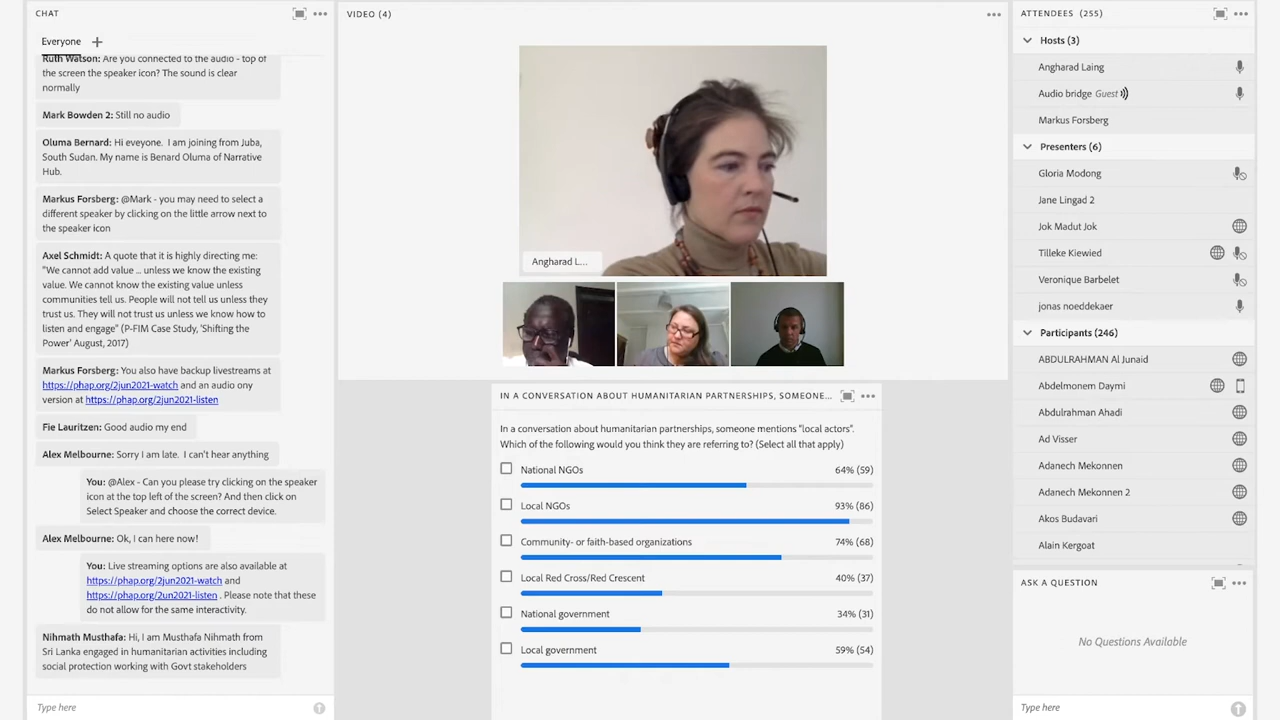 CHAT
Everyone
Ruth Watson: Are you connected to the audio - top
of the screen the speaker icon? The sound is clear
normally
Mark Bowden 2: Still no audio
Oluma Bernard: Hi eveyone. I am joining from Juba,
South Sudan. My name is Benard Oluma of Narrative
Hub.
Markus Forsberg: @Mark - you may need to select a
different speaker by clicking on the little arrow next to
the speaker icon
Axel Schmidt: A quote that it is highly directing me:
"We cannot add value ... unless we know the existing
value. We cannot know the existing value unless
communities tell us. People will not tell us unless they
trust us. They will not trust us unless we know how to
listen and engage" (P-FIM Case Study, 'Shifting the
Power' August, 2017)
Markus Forsberg: You also have backup livestreams at
https://phap.org/2jun2021-watch and an audio ony
version at https://phap.org/2jun2021-listen
Fie Lauritzen: Good audio my end
Alex Melbourne: Sorry I am late. I can't hear anything
You: @Alex - Can you please try clicking on the speaker
icon at the top left of the screen? And then click on
Select Speaker and choose the correct device.
Alex Melbourne: Ok, I can here now!
You: Live streaming options are also available at
https://phap.org/2jun2021-watch and
https://phap.org/2un2021-listen . Please note that these
do not allow for the same interactivity.
Nihmath Musthafa: Hi, I am Musthafa Nihmath from
Sri Lanka engaged in humanitarian activities including
social protection working with Govt stakeholders
Type here
VIDEO (4)
Angharad L...
IN A CONVERSATION ABOUT HUMANITARIAN PARTNERSHIPS, SOMEONE...
In a conversation about humanitarian partnerships, someone mentions "local actors".
Which of the following would you think they are referring to? (Select all that apply)
National NGOs 64% (59)
Local NGOs 93% (86)
Community- or faith-based organizations 74% (68)
Local Red Cross/Red Crescent 40% (37)
National government 34% (31)
Local government 59% (54)
ATTENDEES (255)
Hosts (3)
Angharad Laing
Audio bridge Guest
Markus Forsberg
Presenters (6)
Gloria Modong
Jane Lingad 2
Jok Madut Jok
Tilleke Kiewied
Veronique Barbelet
jonas noeddekaer
Participants (246)
ABDULRAHMAN Al Junaid
Abdelmonem Daymi
Abdulrahman Ahadi
Ad Visser
Adanech Mekonnen
Adanech Mekonnen 2
Akos Budavari
Alain Kergoat
ASK A QUESTION
No Questions Available
Type here